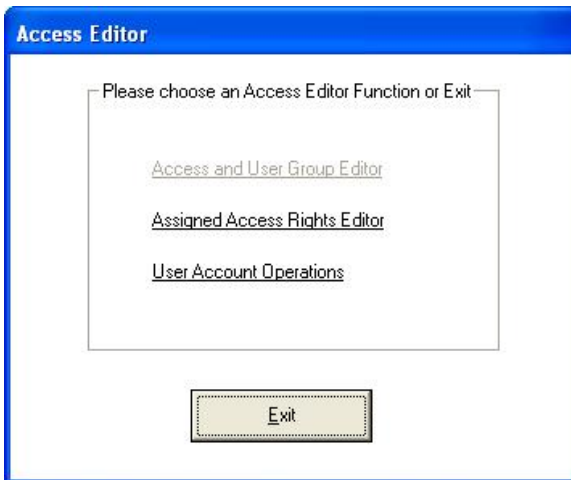 Access Editor
Please choose an Access Editor Function or Exit
Access and User Group Editor
Assigned Access Rights Editor
User Account Operations
Exit